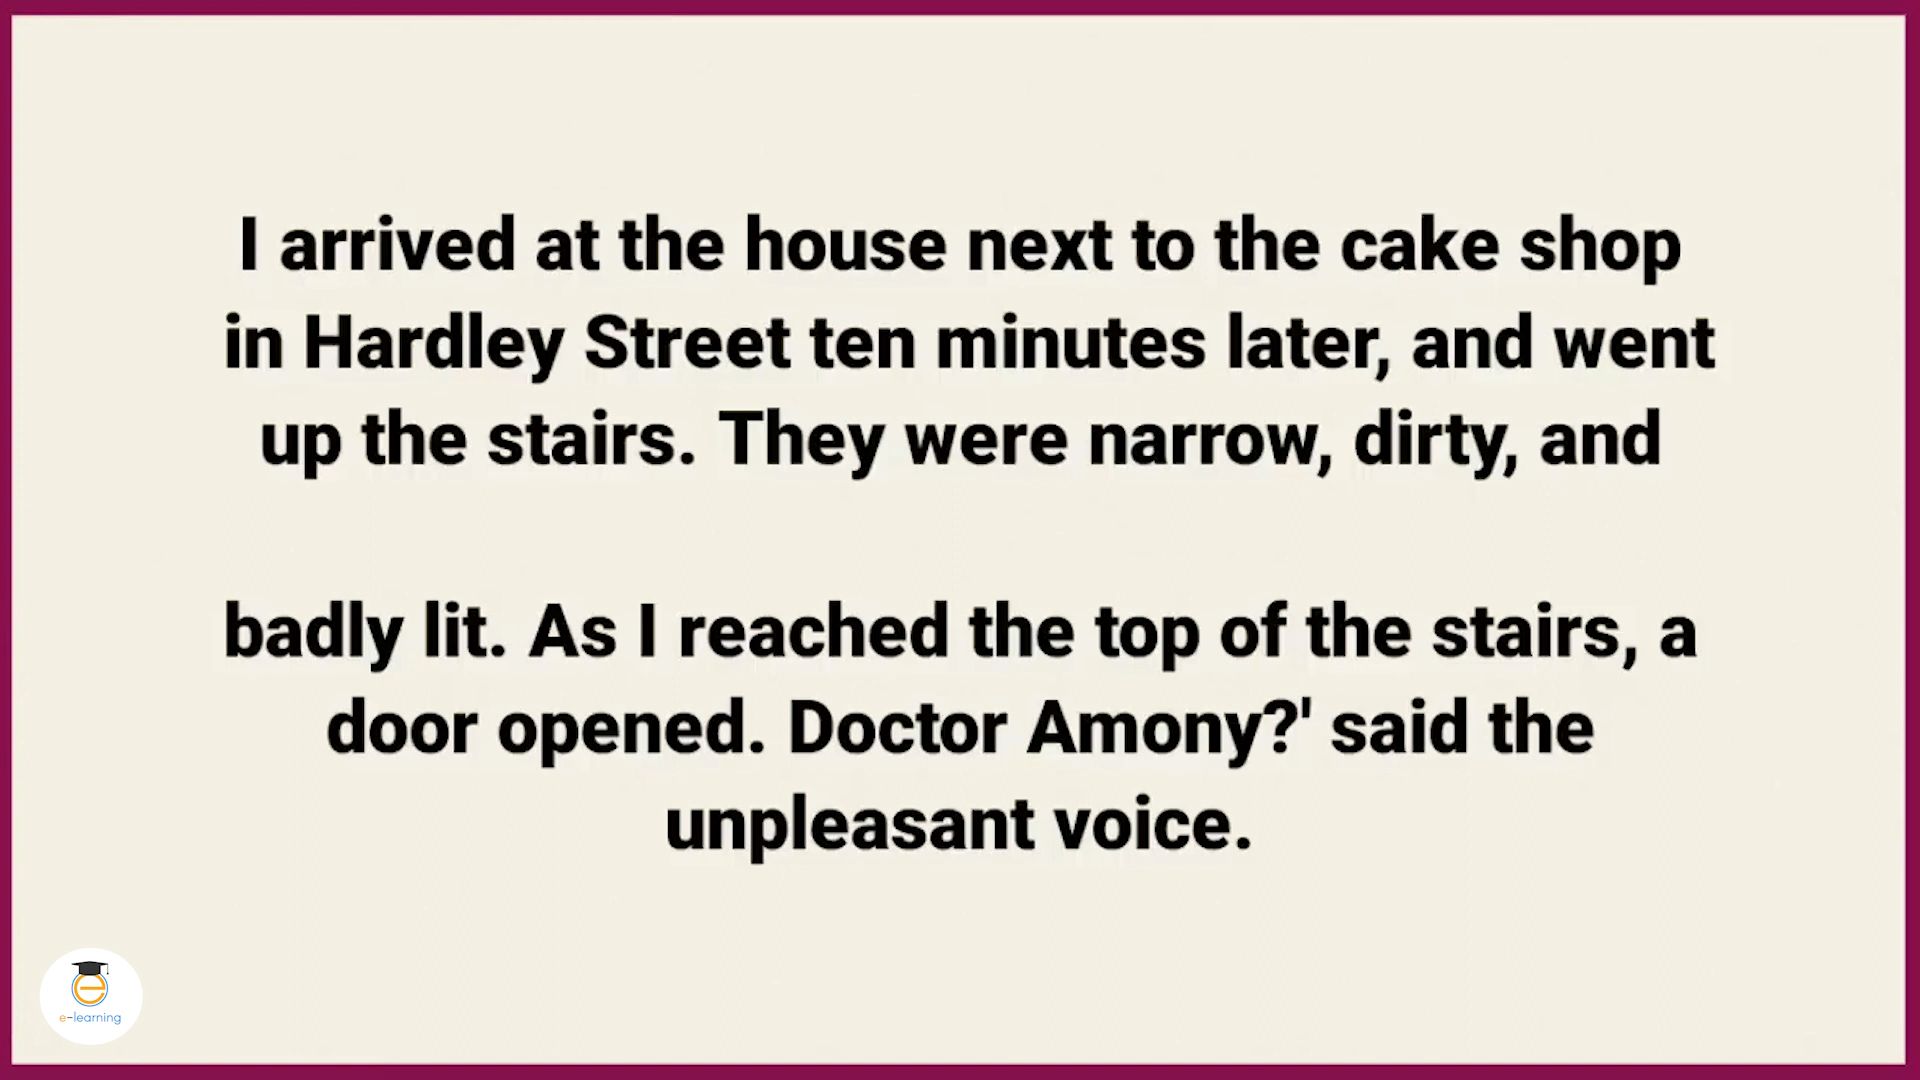 I arrived at the house next to the cake shop
in Hardley Street ten minutes later, and went
up the stairs. They were narrow, dirty, and
badly lit. As I reached the top of the stairs, a
door opened. Doctor Amony?' said the
unpleasant voice.
e-learning